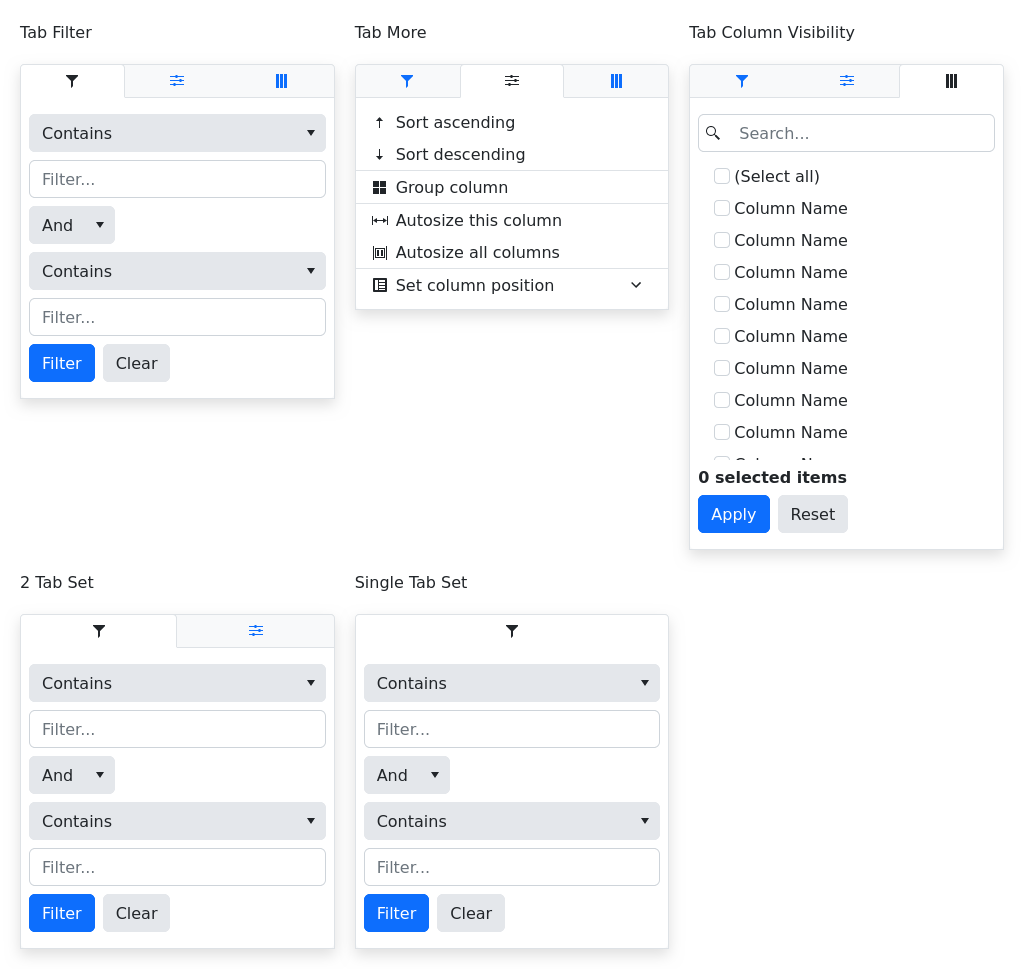 Tab Filter
Contains
Filter...
And
Contains
Filter...
Filter Clear
Tab More
Sort ascending
Sort descending
Group column
Autosize this column
Autosize all columns
Set column position
Tab Column Visibility
Search...
(Select all)
Column Name
Column Name
Column Name
Column Name
Column Name
Column Name
Column Name
Column Name
Column Name
0 selected items
Apply Reset
2 Tab Set
Contains
Filter...
And
Contains
Filter...
Filter Clear
Single Tab Set
Contains
Filter...
And
Contains
Filter...
Filter Clear